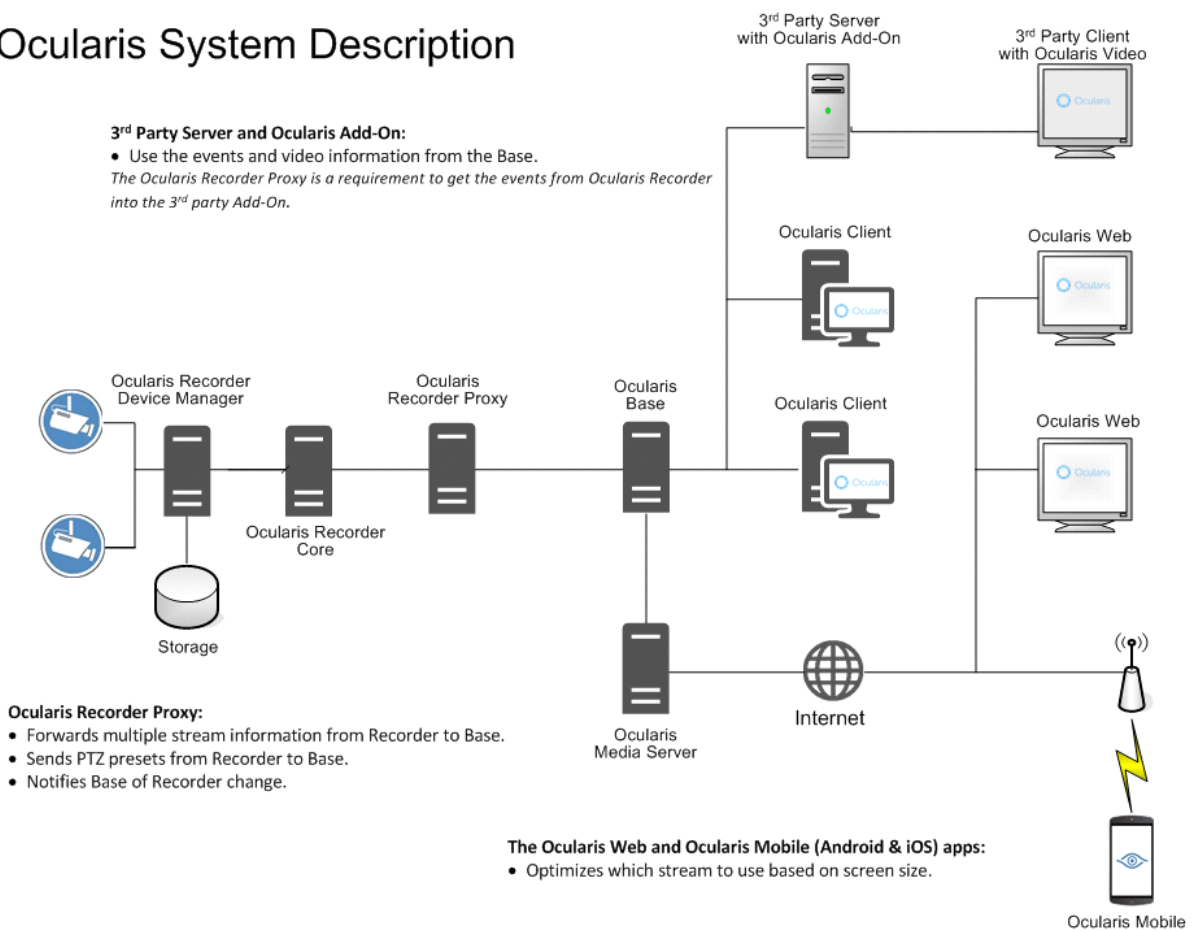 Ocularis System Description
3rd Party Server
with Ocularis Add-On
3rd Party Client
with Ocularis Video
Ocularis
3rd Party Server and Ocularis Add-On:
• Use the events and video information from the Base.
The Ocularis Recorder Proxy is a requirement to get the events from Ocularis Recorder
into the 3rd party Add-On.
Ocularis Client
Ocularis
Ocularis Web
Ocularis
Ocularis Recorder
Device Manager
Ocularis
Recorder Proxy
Ocularis
Base
Ocularis Client
Ocularis
Ocularis Web
Ocularis
Ocularis Recorder
Core
Storage
Ocularis Recorder Proxy:
• Forwards multiple stream information from Recorder to Base.
• Sends PTZ presets from Recorder to Base.
• Notifies Base of Recorder change.
Ocularis
Media Server
Internet
The Ocularis Web and Ocularis Mobile (Android & iOS) apps:
• Optimizes which stream to use based on screen size.
Ocularis Mobile